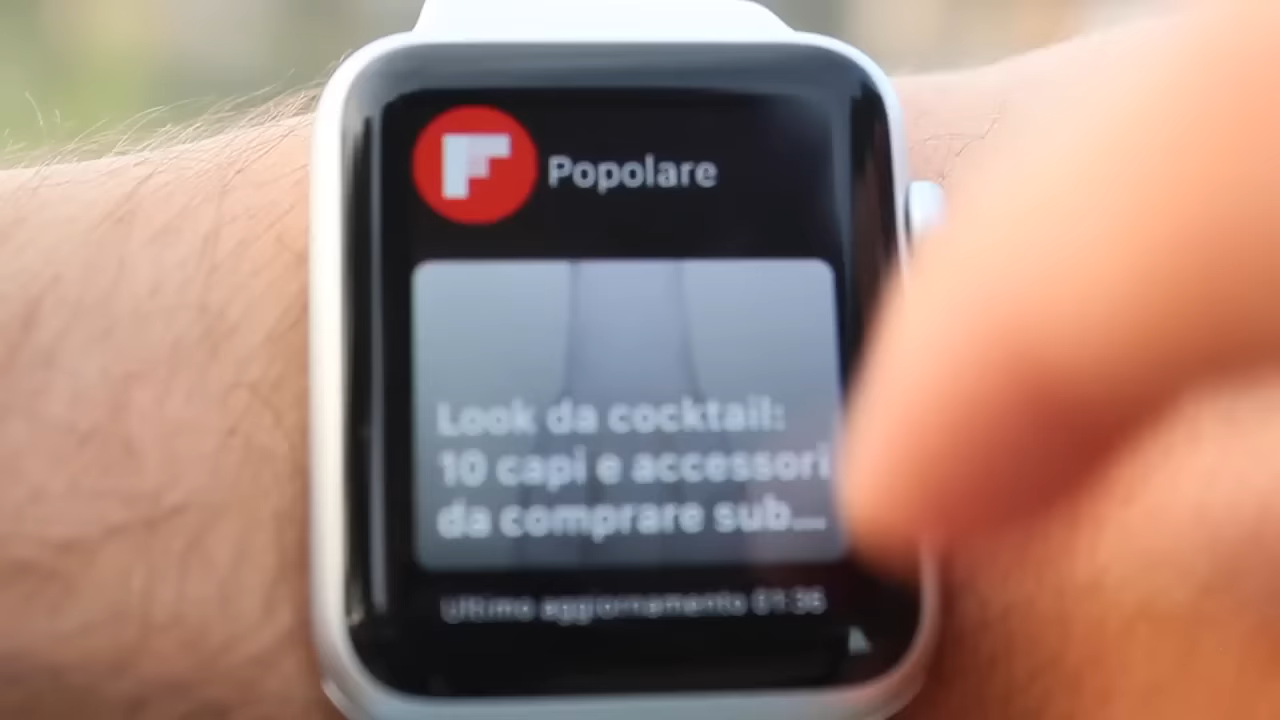 Popolare
Look da cocktail:
10 capi e accessori
da comprare sub...
Ultimo aggiornamento 01:36